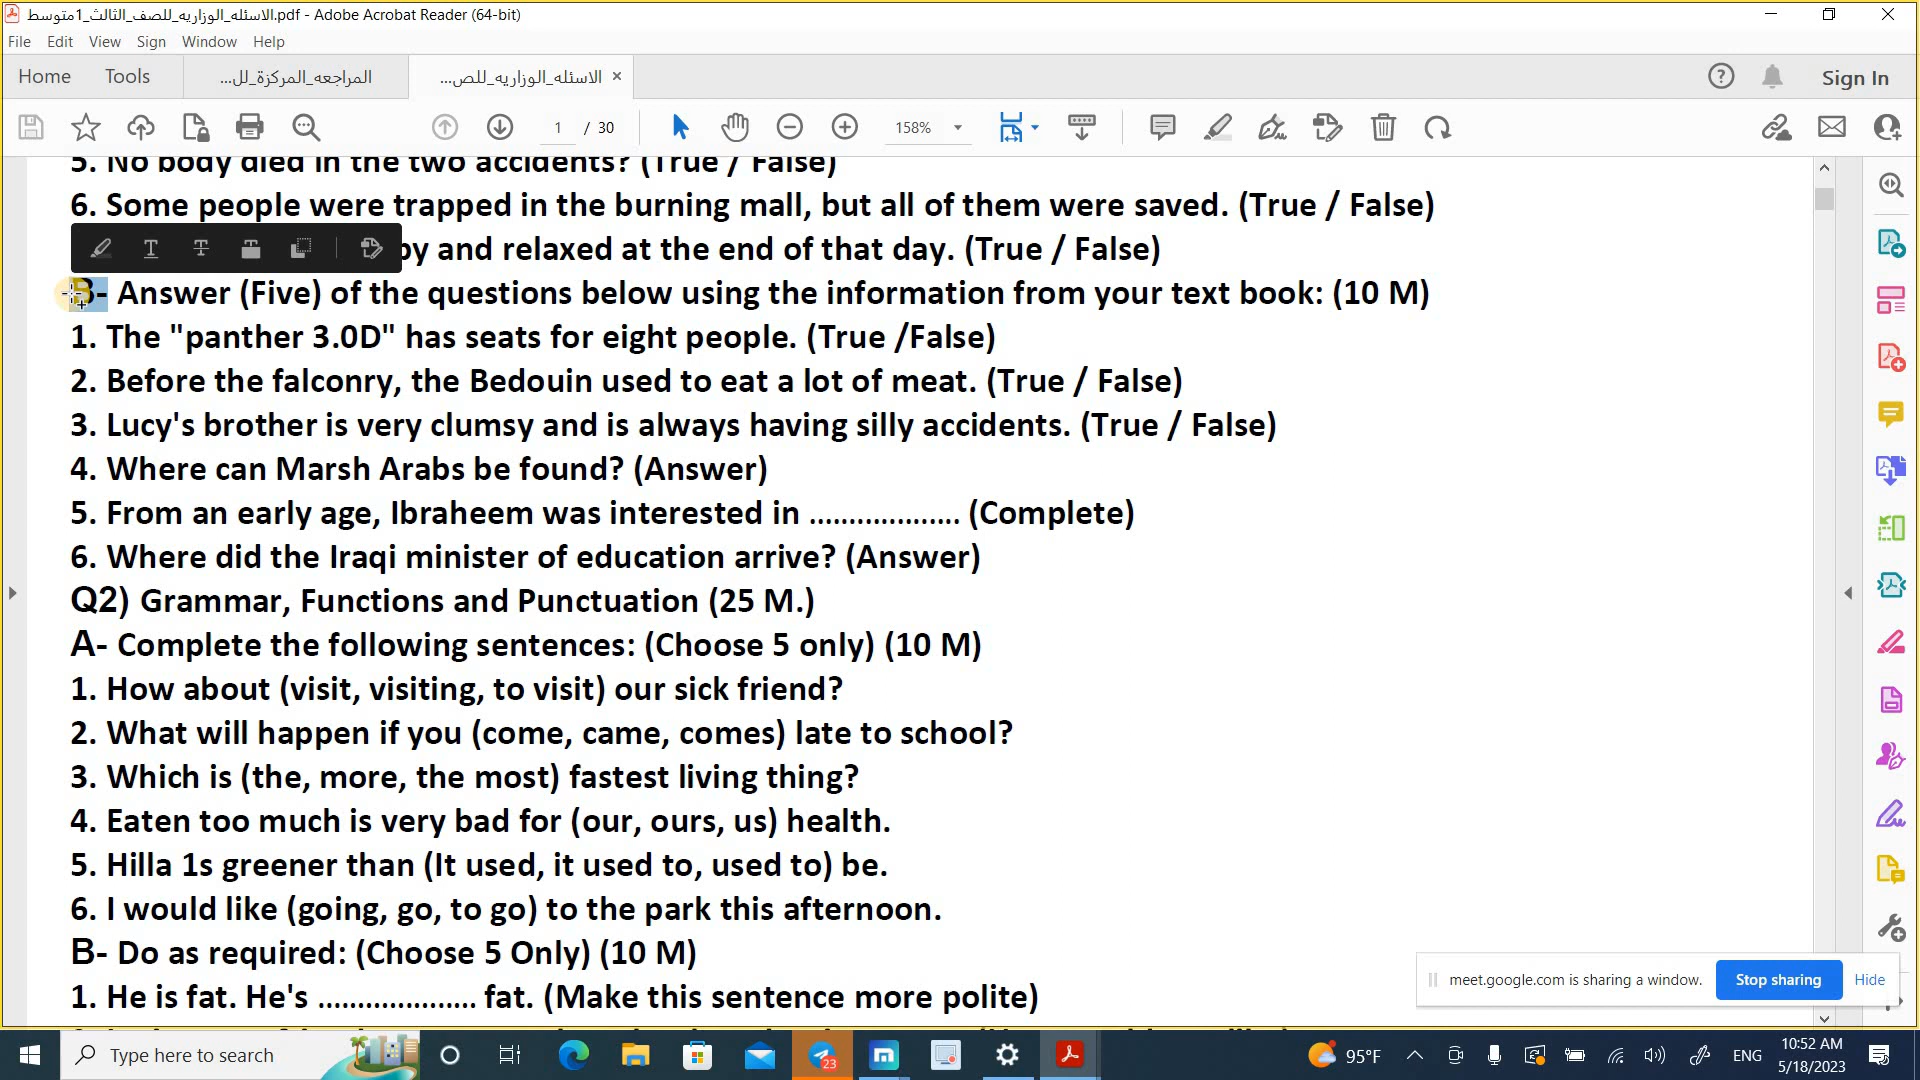 الاسئله_الوزاريه_للصف_الثالث_1متوسط.pdf - Adobe Acrobat Reader (64-bit)
File Edit View Sign Window Help
Home Tools المراجعه_المركزة_لل... الاسئله_الوزاريه_للص... Sign In
1 / 30 158%
5. No body died in the two accidents? (True / False)
6. Some people were trapped in the burning mall, but all of them were saved. (True / False)
py and relaxed at the end of that day. (True / False)
B- Answer (Five) of the questions below using the information from your text book: (10 M)
1. The "panther 3.0D" has seats for eight people. (True /False)
2. Before the falconry, the Bedouin used to eat a lot of meat. (True / False)
3. Lucy's brother is very clumsy and is always having silly accidents. (True / False)
4. Where can Marsh Arabs be found? (Answer)
5. From an early age, Ibraheem was interested in ................... (Complete)
6. Where did the Iraqi minister of education arrive? (Answer)
Q2) Grammar, Functions and Punctuation (25 M.)
A- Complete the following sentences: (Choose 5 only) (10 M)
1. How about (visit, visiting, to visit) our sick friend?
2. What will happen if you (come, came, comes) late to school?
3. Which is (the, more, the most) fastest living thing?
4. Eaten too much is very bad for (our, ours, us) health.
5. Hilla 1s greener than (It used, it used to, used to) be.
6. I would like (going, go, to go) to the park this afternoon.
B- Do as required: (Choose 5 Only) (10 M)
1. He is fat. He's .................... fat. (Make this sentence more polite)
meet.google.com is sharing a window. Stop sharing Hide
Type here to search 23 95°F ENG 10:52 AM
5/18/2023